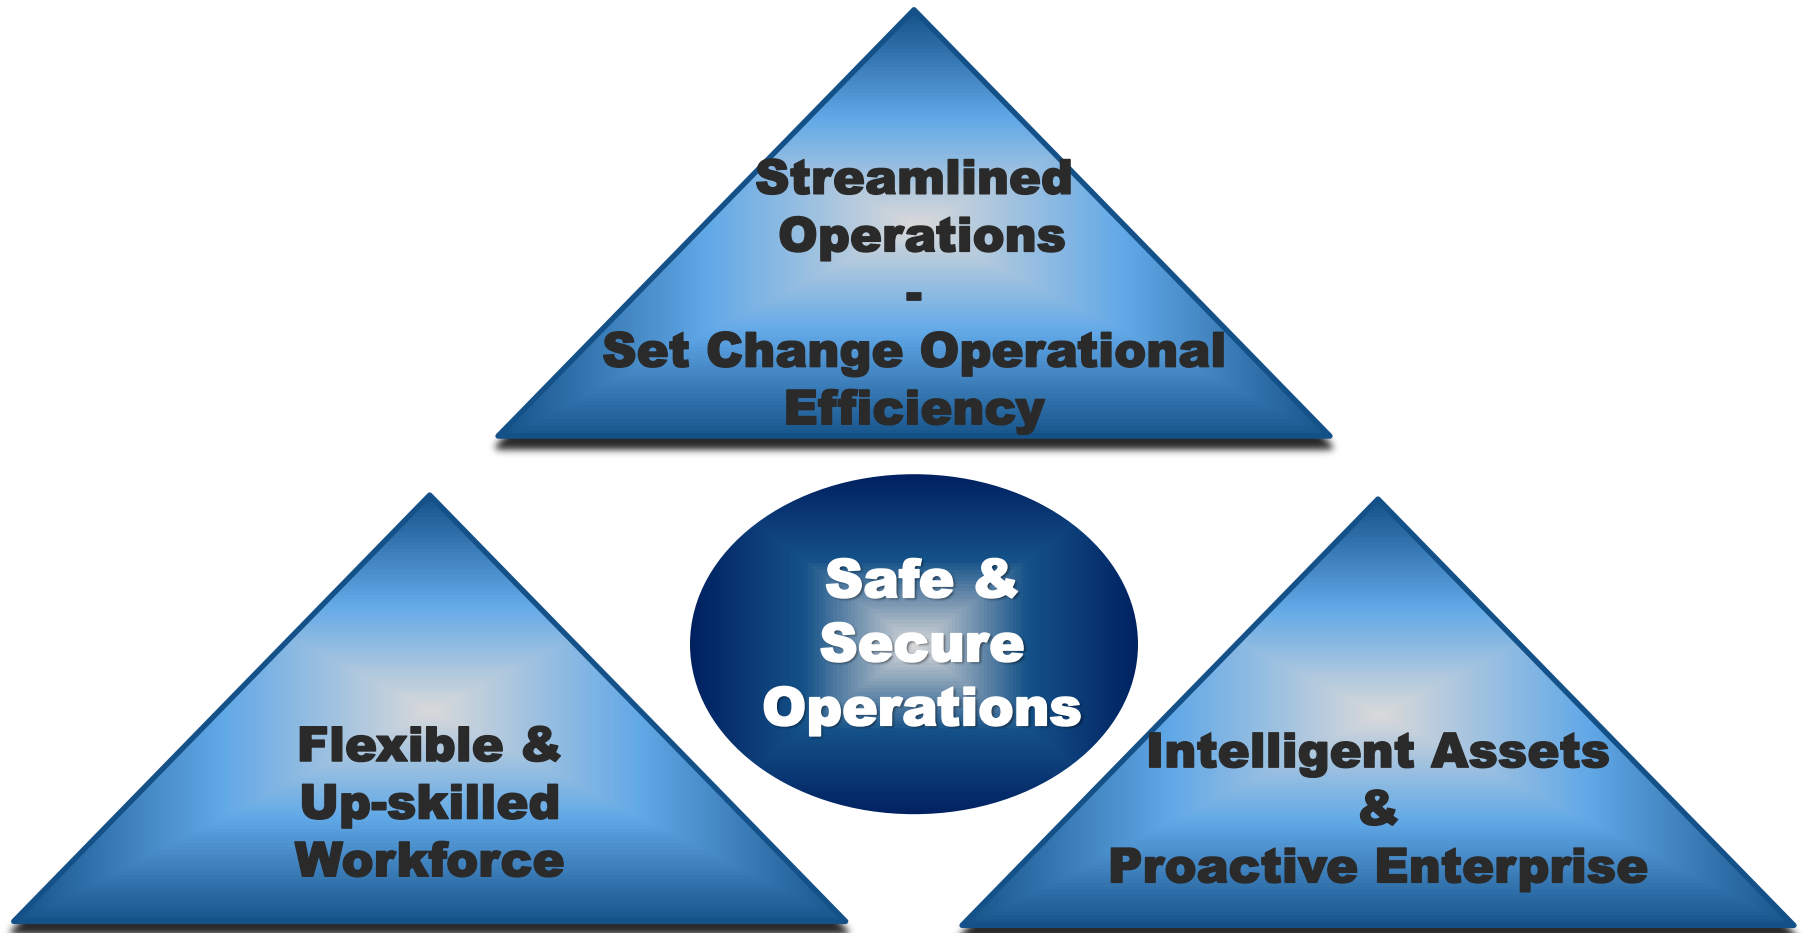 Streamlined
Operations
-
Set Change Operational
Efficiency
Safe &
Secure
Operations
Flexible &
Up-skilled
Workforce
Intelligent Assets
&
Proactive Enterprise